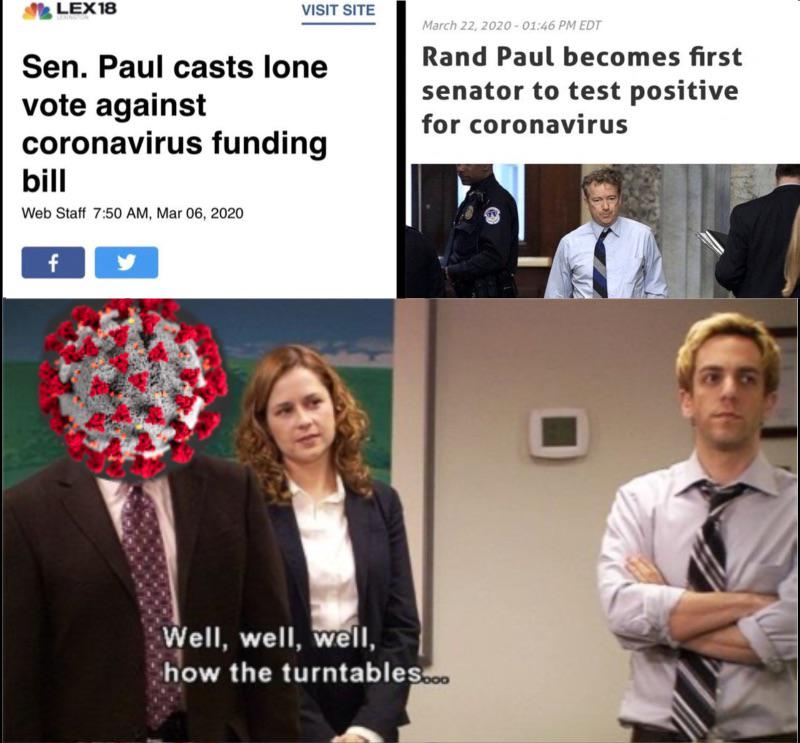 LEX18
LEXINGTON
VISIT SITE
Sen. Paul casts lone
vote against
coronavirus funding
bill
Web Staff 7:50 AM, Mar 06, 2020
f
March 22, 2020 - 01:46 PM EDT
Rand Paul becomes first
senator to test positive
for coronavirus
Well, well, well,
how the turntables...